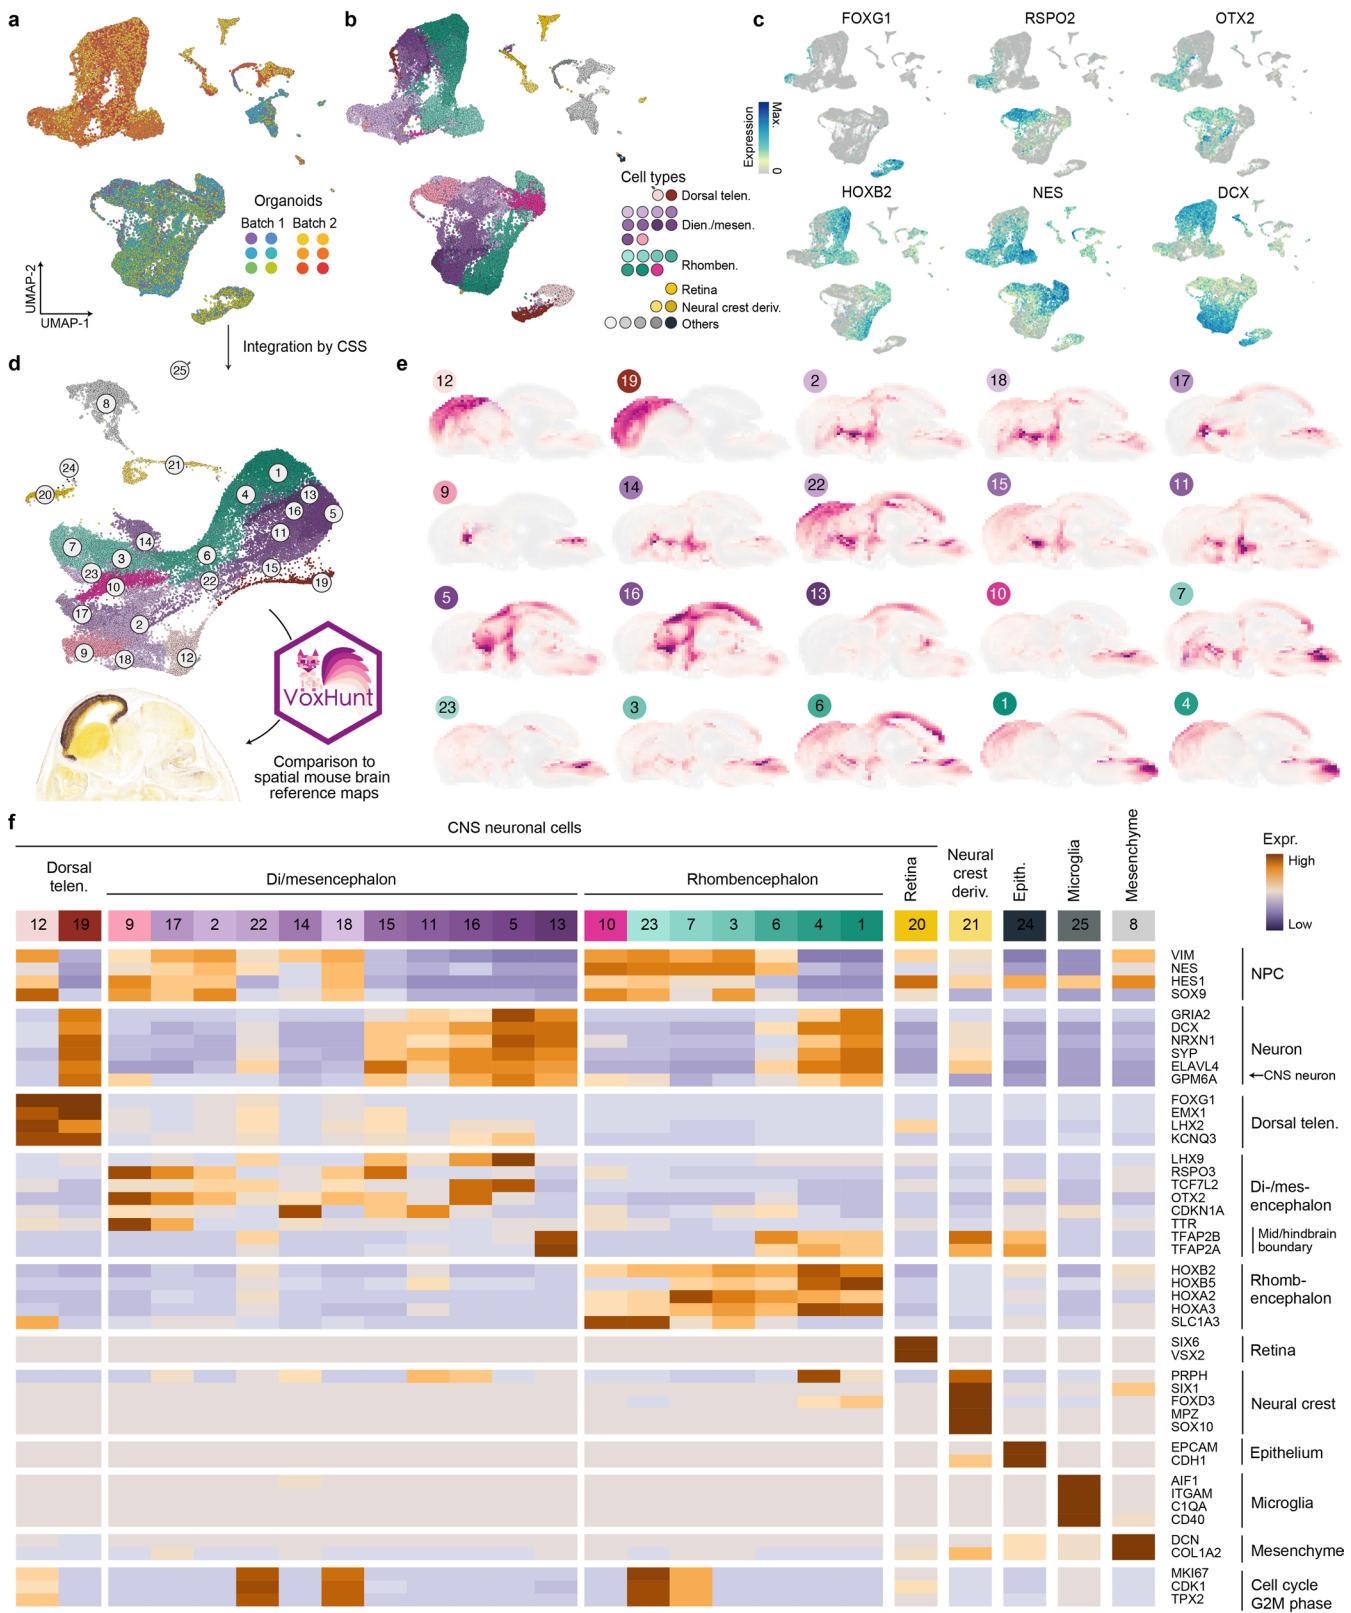 a
b
c
FOXG1
RSPO2
OTX2
Expression
Max.
0
HOXB2
NES
DCX
Organoids
Batch 1
Batch 2
UMAP-2
UMAP-1
Cell types
Dorsal telen.
Dien./mesen.
Rhomben.
Retina
Neural crest deriv.
Others
Integration by CSS
d
25
8
24
21
20
1
4
13
16
5
11
14
7
3
6
23
22
15
19
10
17
2
9
18
12
VoxHunt
Comparison to
spatial mouse brain
reference maps
e
12
19
2
18
17
9
14
22
15
11
5
16
13
10
7
23
3
6
1
4
f
CNS neuronal cells
Dorsal
telen.
Di/mesencephalon
Rhombencephalon
Retina
Neural
crest
deriv.
Epith.
Microglia
Mesenchyme
Expr.
High
Low
12 19 9 17 2 22 14 18 15 11 16 5 13 10 23 7 3 6 4 1 20 21 24 25 8
VIM
NES
HES1
SOX9
NPC
GRIA2
DCX
NRXN1
SYP
ELAVL4
GPM6A
Neuron
←CNS neuron
FOXG1
EMX1
LHX2
KCNQ3
Dorsal telen.
LHX9
RSPO3
TCF7L2
OTX2
CDKN1A
TTR
TFAP2B
TFAP2A
Di-/mes-
encephalon
Mid/hindbrain
boundary
HOXB2
HOXB5
HOXA2
HOXA3
SLC1A3
Rhomb-
encephalon
SIX6
VSX2
Retina
PRPH
SIX1
FOXD3
MPZ
SOX10
Neural crest
EPCAM
CDH1
Epithelium
AIF1
ITGAM
C1QA
CD40
Microglia
DCN
COL1A2
Mesenchyme
MKI67
CDK1
TPX2
Cell cycle
G2M phase